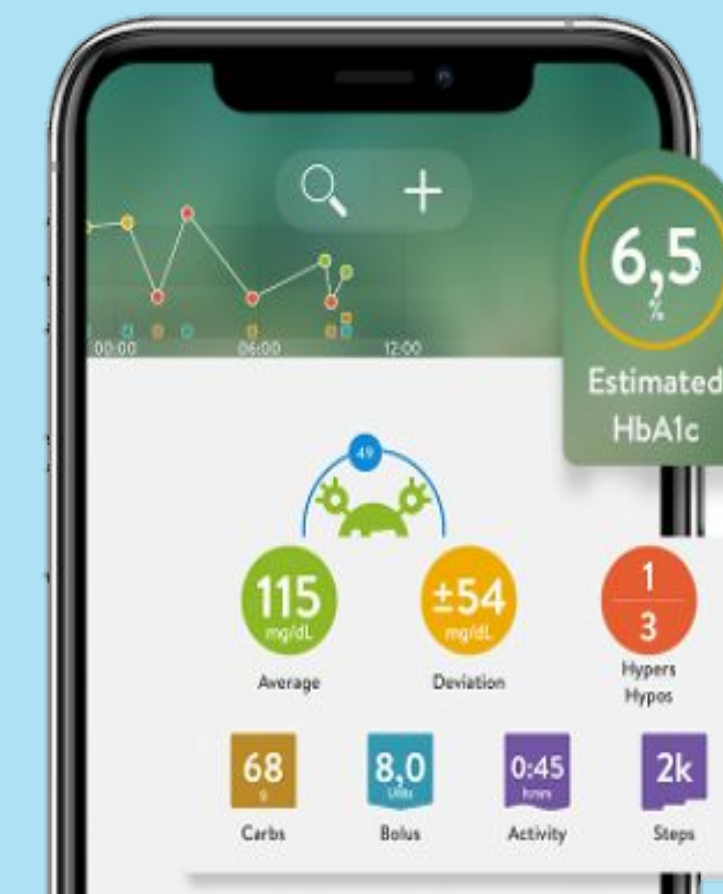 6,5
%
Estimated
HbA1c
00:00 06:00 12:00
49
115 ±54 1
mg/dL mg/dL 3
Average Deviation Hypers
Hypos
68 8,0 0:45 2k
g Units h:mm
Carbs Bolus Activity Steps